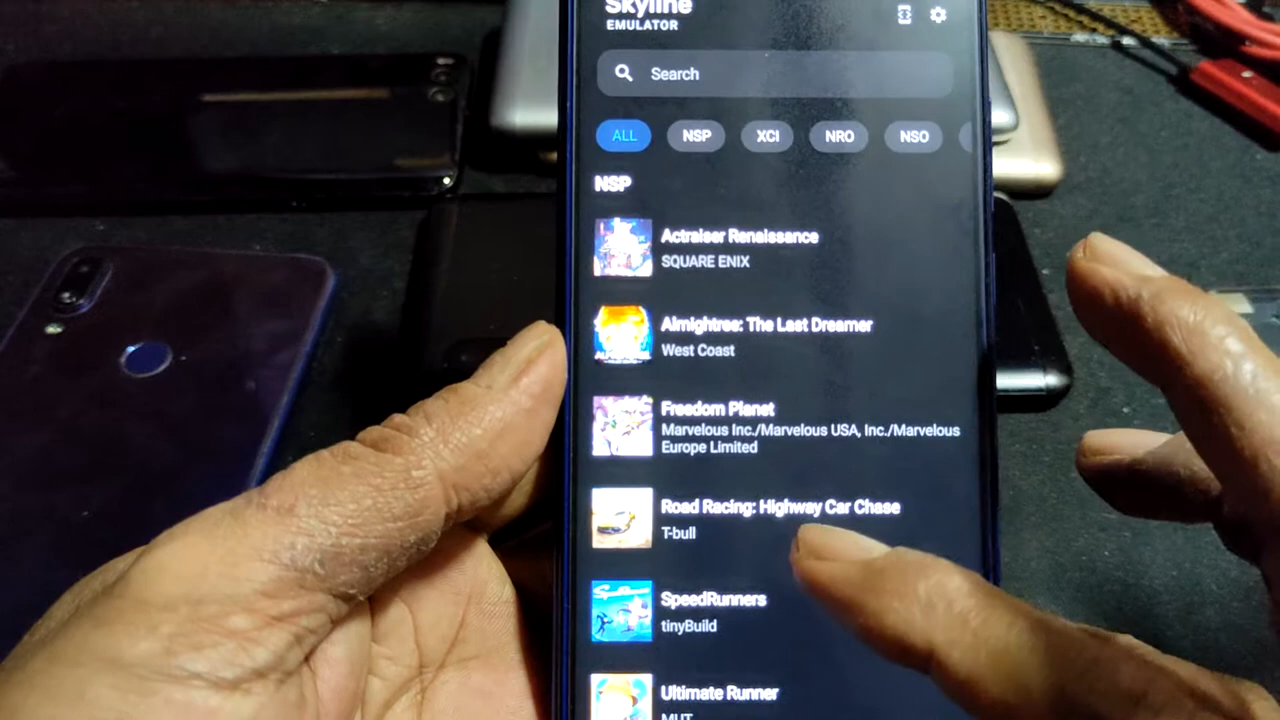 Skyline
EMULATOR
Search
ALL NSP XCI NRO NSO
NSP
Actraiser Renaissance
SQUARE ENIX
Almightree: The Last Dreamer
West Coast
Freedom Planet
Marvelous Inc./Marvelous USA, Inc./Marvelous
Europe Limited
Road Racing: Highway Car Chase
T-bull
SpeedRunners
tinyBuild
Ultimate Runner
MUT